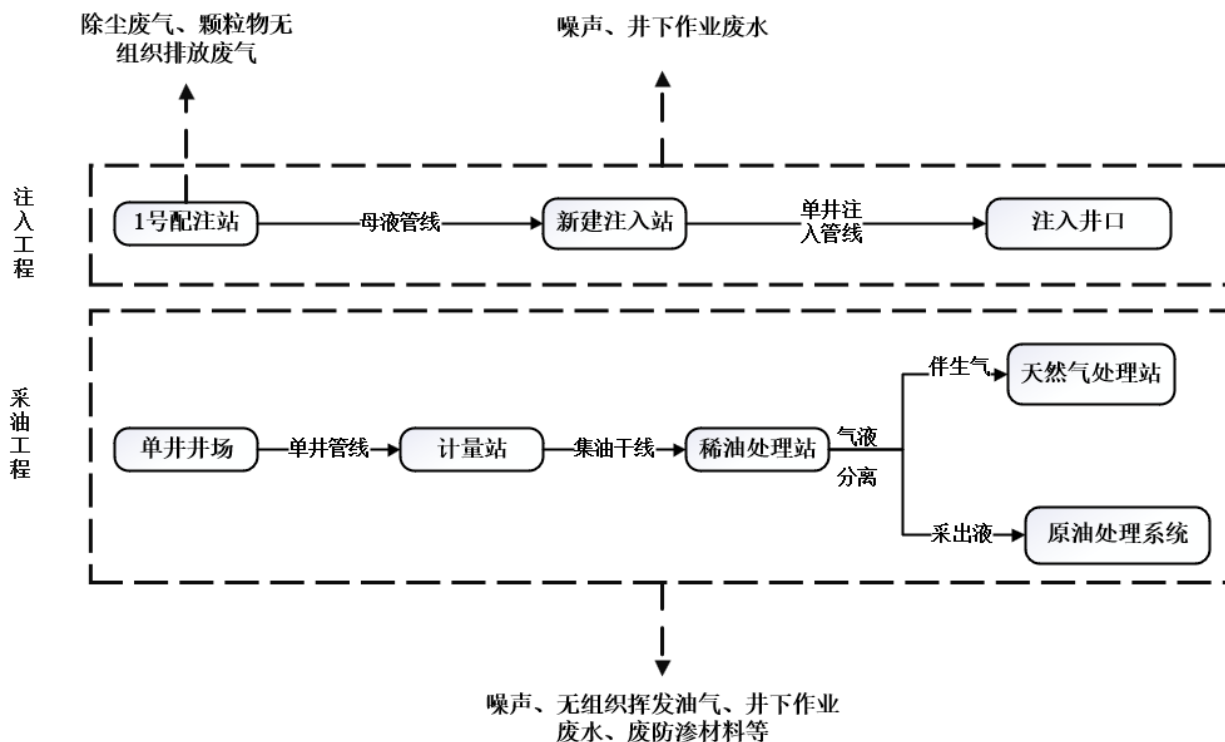 除尘废气、颗粒物无
组织排放废气
噪声、井下作业废水
注入工程
1号配注站
母液管线
新建注入站
单井注
入管线
注入井口
采油工程
单井井场
单井管线
计量站
集油干线
稀油处理站
气液
分离
伴生气
天然气处理站
采出液
原油处理系统
噪声、无组织挥发油气、井下作业
废水、废防渗材料等